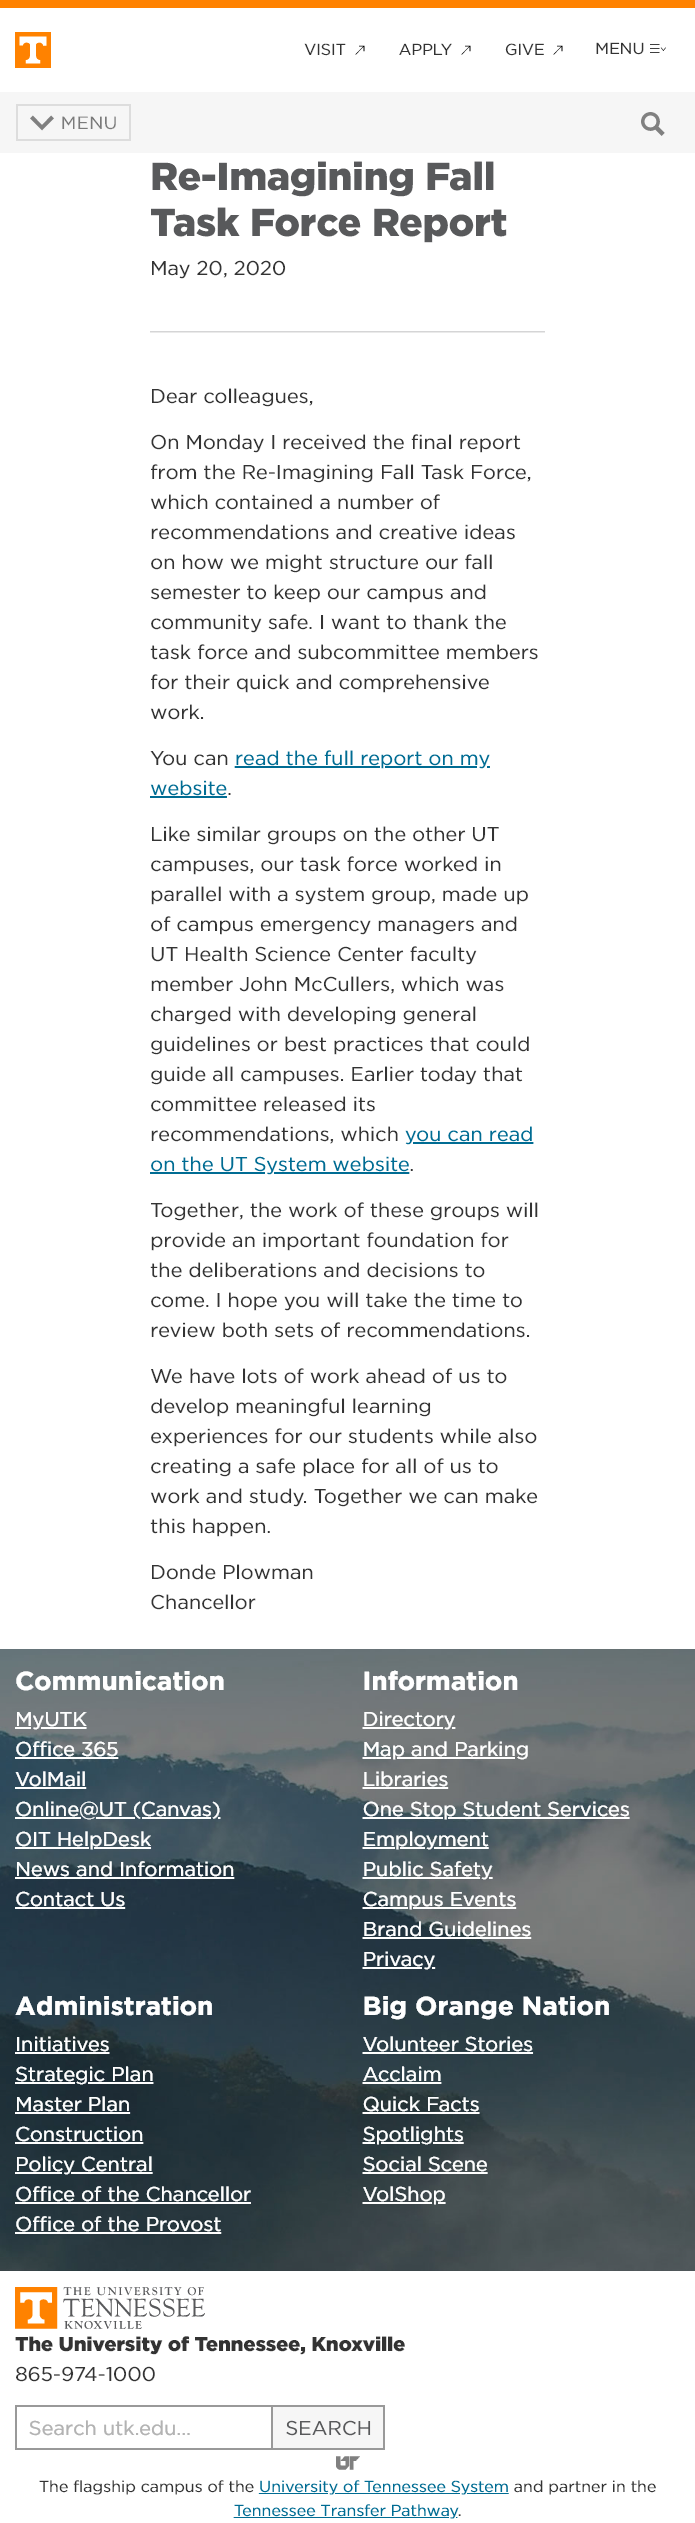 T
VISIT APPLY GIVE MENU
MENU
Re-Imagining Fall
Task Force Report
May 20, 2020
Dear colleagues,
On Monday I received the final report
from the Re-Imagining Fall Task Force,
which contained a number of
recommendations and creative ideas
on how we might structure our fall
semester to keep our campus and
community safe. I want to thank the
task force and subcommittee members
for their quick and comprehensive
work.
You can read the full report on my
website.
Like similar groups on the other UT
campuses, our task force worked in
parallel with a system group, made up
of campus emergency managers and
UT Health Science Center faculty
member John McCullers, which was
charged with developing general
guidelines or best practices that could
guide all campuses. Earlier today that
committee released its
recommendations, which you can read
on the UT System website.
Together, the work of these groups will
provide an important foundation for
the deliberations and decisions to
come. I hope you will take the time to
review both sets of recommendations.
We have lots of work ahead of us to
develop meaningful learning
experiences for our students while also
creating a safe place for all of us to
work and study. Together we can make
this happen.
Donde Plowman
Chancellor
Communication
MyUTK
Office 365
VolMail
Online@UT (Canvas)
OIT HelpDesk
News and Information
Contact Us
Information
Directory
Map and Parking
Libraries
One Stop Student Services
Employment
Public Safety
Campus Events
Brand Guidelines
Privacy
Administration
Initiatives
Strategic Plan
Master Plan
Construction
Policy Central
Office of the Chancellor
Office of the Provost
Big Orange Nation
Volunteer Stories
Acclaim
Quick Facts
Spotlights
Social Scene
VolShop
T
THE UNIVERSITY OF
TENNESSEE
KNOXVILLE
The University of Tennessee, Knoxville
865-974-1000
Search utk.edu... SEARCH
UT
The flagship campus of the University of Tennessee System and partner in the
Tennessee Transfer Pathway.